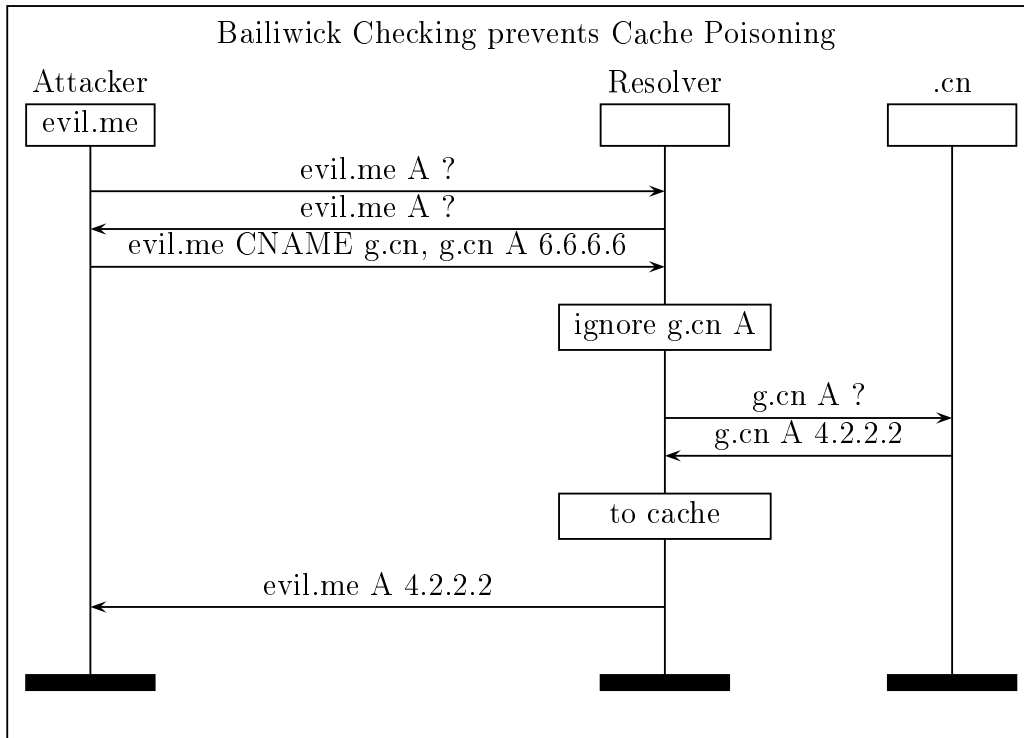 Bailiwick Checking prevents Cache Poisoning
Attacker
Resolver
.cn
evil.me
evil.me A ?
evil.me A ?
evil.me CNAME g.cn, g.cn A 6.6.6.6
ignore g.cn A
g.cn A ?
g.cn A 4.2.2.2
to cache
evil.me A 4.2.2.2